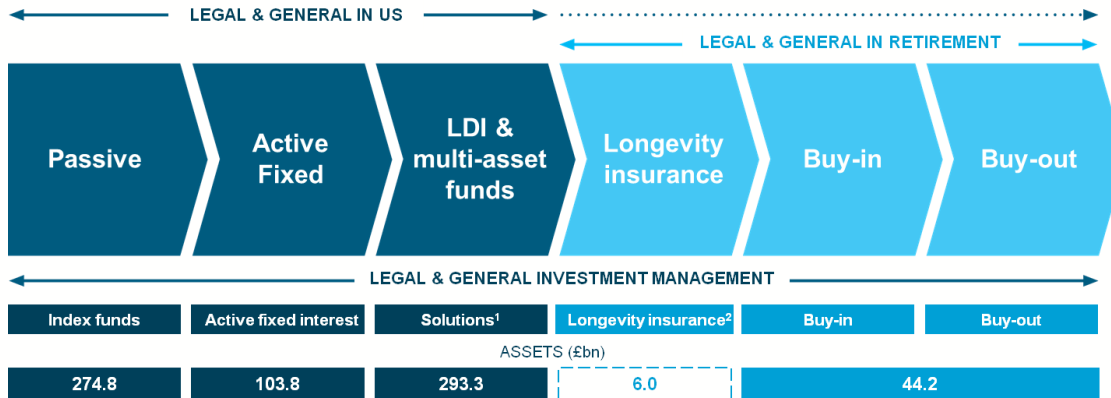 LEGAL & GENERAL IN US
LEGAL & GENERAL IN RETIREMENT
Passive
Active
Fixed
LDI &
multi-asset
funds
Longevity
insurance
Buy-in
Buy-out
LEGAL & GENERAL INVESTMENT MANAGEMENT
Index funds
Active fixed interest
Solutions¹
Longevity insurance²
Buy-in
Buy-out
ASSETS (£bn)
274.8
103.8
293.3
6.0
44.2